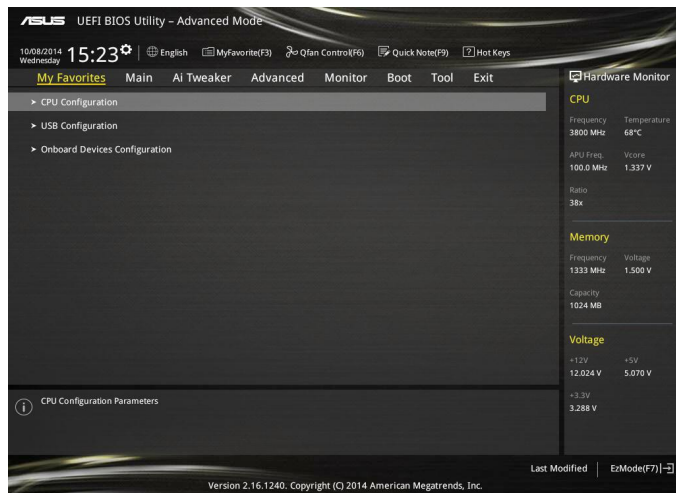 ASUS UEFI BIOS Utility – Advanced Mode
10/08/2014
Wednesday
15:23
English
MyFavorite(F3)
Qfan Control(F6)
Quick Note(F9)
? Hot Keys
My Favorites Main Ai Tweaker Advanced Monitor Boot Tool Exit
> CPU Configuration
> USB Configuration
> Onboard Devices Configuration
Hardware Monitor
CPU
Frequency Temperature
3800 MHz 68°C
APU Freq. Vcore
100.0 MHz 1.337 V
Ratio
38x
Memory
Frequency Voltage
1333 MHz 1.500 V
Capacity
1024 MB
Voltage
+12V +5V
12.024 V 5.070 V
+3.3V
3.288 V
i CPU Configuration Parameters
Last Modified
EzMode(F7)
Version 2.16.1240. Copyright (C) 2014 American Megatrends, Inc.